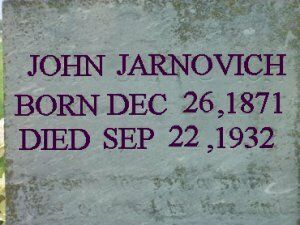 JOHN JARNOVICH
BORN DEC 26,1871
DIED SEP 22,1932